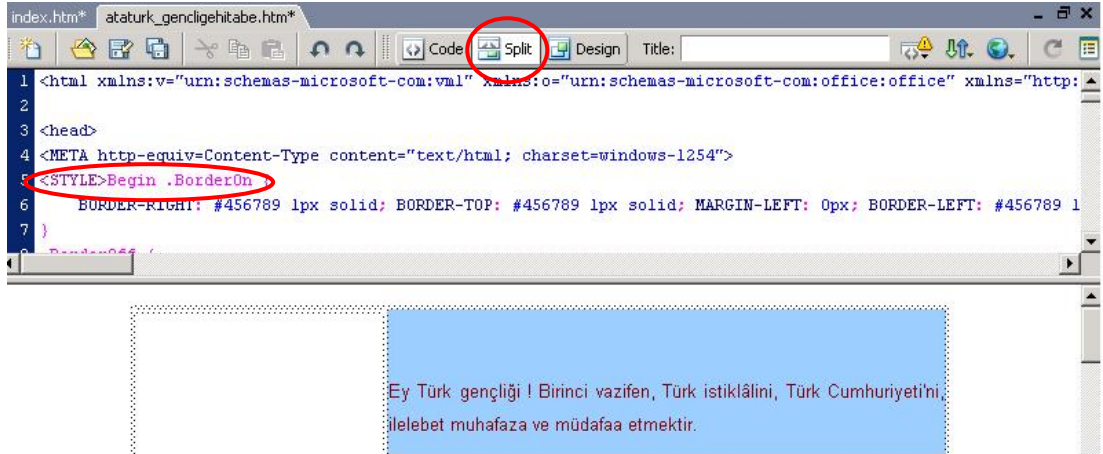 index.htm* ataturk_gencligehitabe.htm*
Code Split Design Title:
1 <html xmlns:v="urn:schemas-microsoft-com:vml" xmlns:o="urn:schemas-microsoft-com:office:office" xmlns="http:
2
3 <head>
4 <META http-equiv=Content-Type content="text/html; charset=windows-1254">
5 <STYLE>Begin .BorderOn {
6 BORDER-RIGHT: #456789 1px solid; BORDER-TOP: #456789 1px solid; MARGIN-LEFT: 0px; BORDER-LEFT: #456789 1
7 }
8 .BorderOff {
Ey Türk gençliği ! Birinci vazifen, Türk istiklâlini, Türk Cumhuriyeti'ni,
ilelebet muhafaza ve müdafaa etmektir.